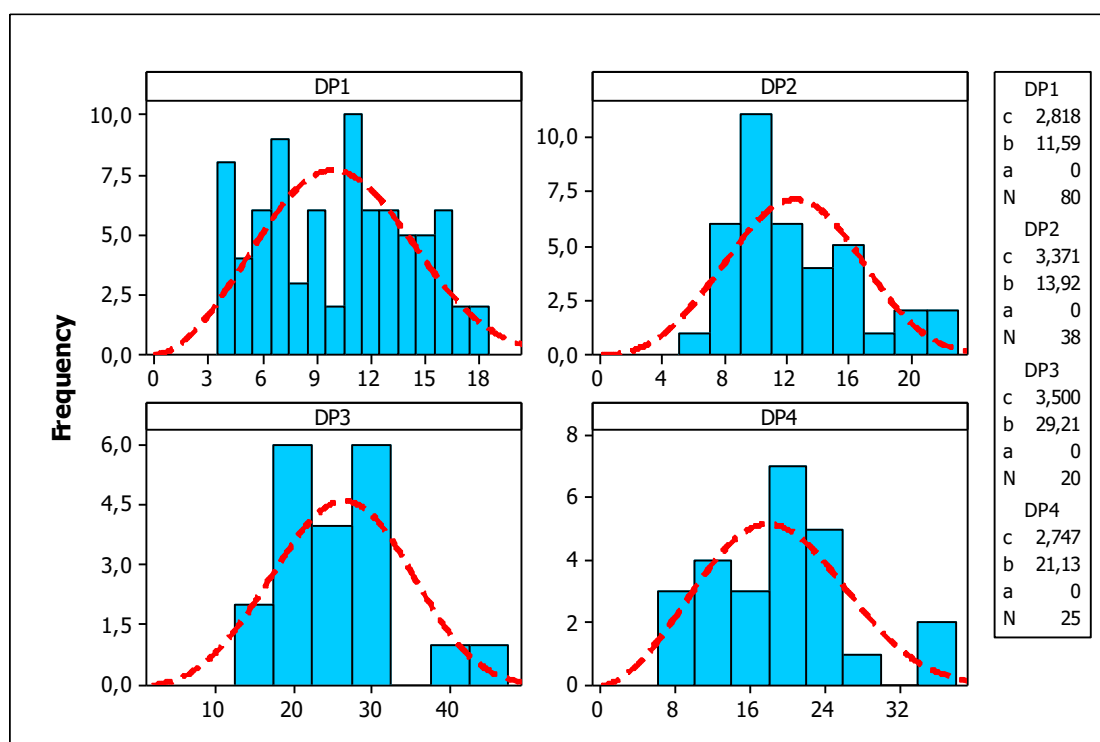 Frequency
DP1
10,0
7,5
5,0
2,5
0,0
0 3 6 9 12 15 18
DP2
10,0
7,5
5,0
2,5
0,0
0 4 8 12 16 20
DP3
6,0
4,5
3,0
1,5
0,0
10 20 30 40
DP4
8
6
4
2
0
0 8 16 24 32
DP1
c 2,818
b 11,59
a 0
N 80
DP2
c 3,371
b 13,92
a 0
N 38
DP3
c 3,500
b 29,21
a 0
N 20
DP4
c 2,747
b 21,13
a 0
N 25